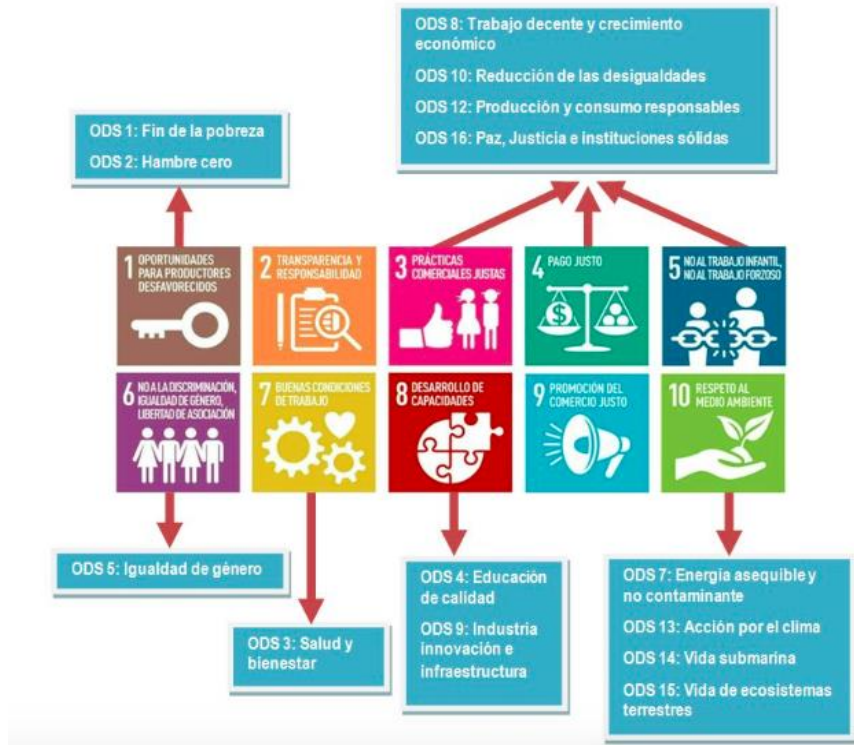 ODS 8: Trabajo decente y crecimiento
económico
ODS 10: Reducción de las desigualdades
ODS 12: Producción y consumo responsables
ODS 16: Paz, Justicia e instituciones sólidas
ODS 1: Fin de la pobreza
ODS 2: Hambre cero
1 OPORTUNIDADES
PARA PRODUCTORES
DESFAVORECIDOS
2 TRANSPARENCIA Y
RESPONSABILIDAD
3 PRÁCTICAS
COMERCIALES JUSTAS
4 PAGO JUSTO
$
5 NO AL TRABAJO INFANTIL,
NO AL TRABAJO FORZOSO
6 NO A LA DISCRIMINACIÓN,
IGUALDAD DE GÉNERO,
LIBERTAD DE ASOCIACIÓN
7 BUENAS CONDICIONES
DE TRABAJO
8 DESARROLLO DE
CAPACIDADES
9 PROMOCIÓN DEL
COMERCIO JUSTO
10 RESPETO AL
MEDIO AMBIENTE
ODS 5: Igualdad de género
ODS 3: Salud y
bienestar
ODS 4: Educación
de calidad
ODS 9: Industria
innovación e
infraestructura
ODS 7: Energía asequible y
no contaminante
ODS 13: Acción por el clima
ODS 14: Vida submarina
ODS 15: Vida de ecosistemas
terrestres